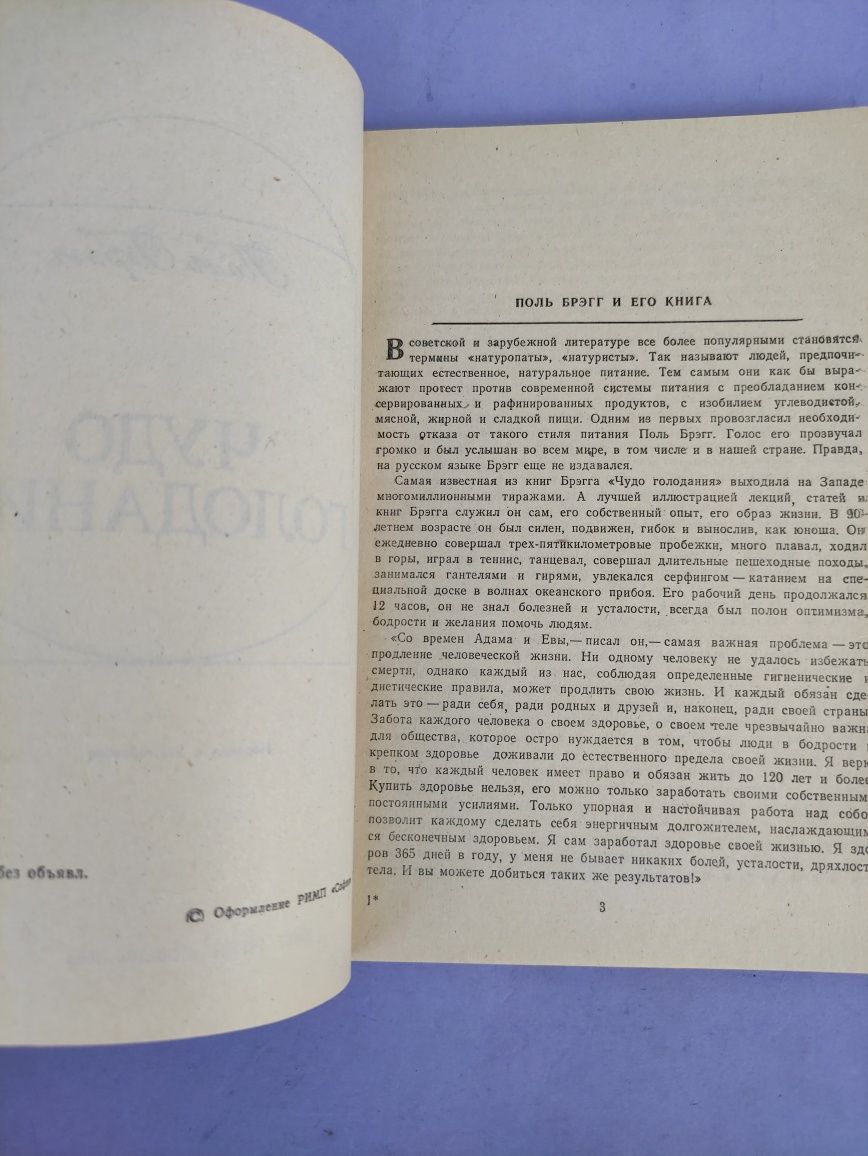 ЧУДО
без объявл.
© Оформление РИМП «София
ПОЛЬ БРЭГГ И ЕГО КНИГА
В советской и зарубежной литературе все более популярными становятся
термины «натуропаты», «натуристы». Так называют людей, предпочи-
тающих естественное, натуральное питание. Тем самым они как бы выра-
жают протест против современной системы питания с преобладанием кон-
сервированных и рафинированных продуктов, с изобилием углеводистой,
мясной, жирной и сладкой пищи. Одним из первых провозгласил необходи-
мость отказа от такого стиля питания Поль Брэгг. Голос его прозвучал
громко и был услышан во всем мире, в том числе и в нашей стране. Правда,
на русском языке Брэгг еще не издавался.
Самая известная из книг Брэгга «Чудо голодания» выходила на Западе
многомиллионными тиражами. А лучшей иллюстрацией лекций, статей и
книг Брэгга служил он сам, его собственный опыт, его образ жизни. В 90-
летнем возрасте он был силен, подвижен, гибок и вынослив, как юноша. Он
ежедневно совершал трех-пятикилометровые пробежки, много плавал, ходил
в горы, играл в теннис, танцевал, совершал длительные пешеходные походы,
занимался гантелями и гирями, увлекался серфингом — катанием на спе-
циальной доске в волнах океанского прибоя. Его рабочий день продолжался
12 часов, он не знал болезней и усталости, всегда был полон оптимизма,
бодрости и желания помочь людям.
«Со времен Адама и Евы,— писал он,— самая важная проблема — это
продление человеческой жизни. Ни одному человеку не удалось избежать
смерти, однако каждый из нас, соблюдая определенные гигиенические и
диетические правила, может продлить свою жизнь. И каждый обязан сде-
лать это — ради себя, ради родных и друзей и, наконец, ради своей страны.
Забота каждого человека о своем здоровье, о своем теле чрезвычайно важна
для общества, которое остро нуждается в том, чтобы люди в бодрости и
крепком здоровье доживали до естественного предела своей жизни. Я верю
в то, что каждый человек имеет право и обязан жить до 120 лет и более.
Купить здоровье нельзя, его можно только заработать своими собственным
постоянными усилиями. Только упорная и настойчивая работа над собо
позволит каждому сделать себя энергичным долгожителем, наслаждающим
ся бесконечным здоровьем. Я сам заработал здоровье своей жизнью. Я здо
ров 365 дней в году, у меня не бывает никаких болей, усталости, дряхлост
тела. И вы можете добиться таких же результатов!»
1*
3